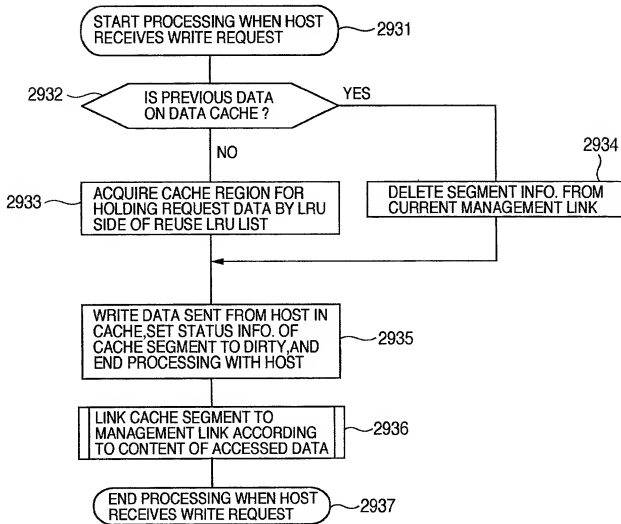 START PROCESSING WHEN HOST
RECEIVES WRITE REQUEST
2931
2932
IS PREVIOUS DATA
ON DATA CACHE ?
YES
NO
2934
2933
ACQUIRE CACHE REGION FOR
HOLDING REQUEST DATA BY LRU
SIDE OF REUSE LRU LIST
DELETE SEGMENT INFO. FROM
CURRENT MANAGEMENT LINK
WRITE DATA SENT FROM HOST IN
CACHE,SET STATUS INFO. OF
CACHE SEGMENT TO DIRTY,AND
END PROCESSING WITH HOST
2935
LINK CACHE SEGMENT TO
MANAGEMENT LINK ACCORDING
TO CONTENT OF ACCESSED DATA
2936
END PROCESSING WHEN HOST
RECEIVES WRITE REQUEST
2937